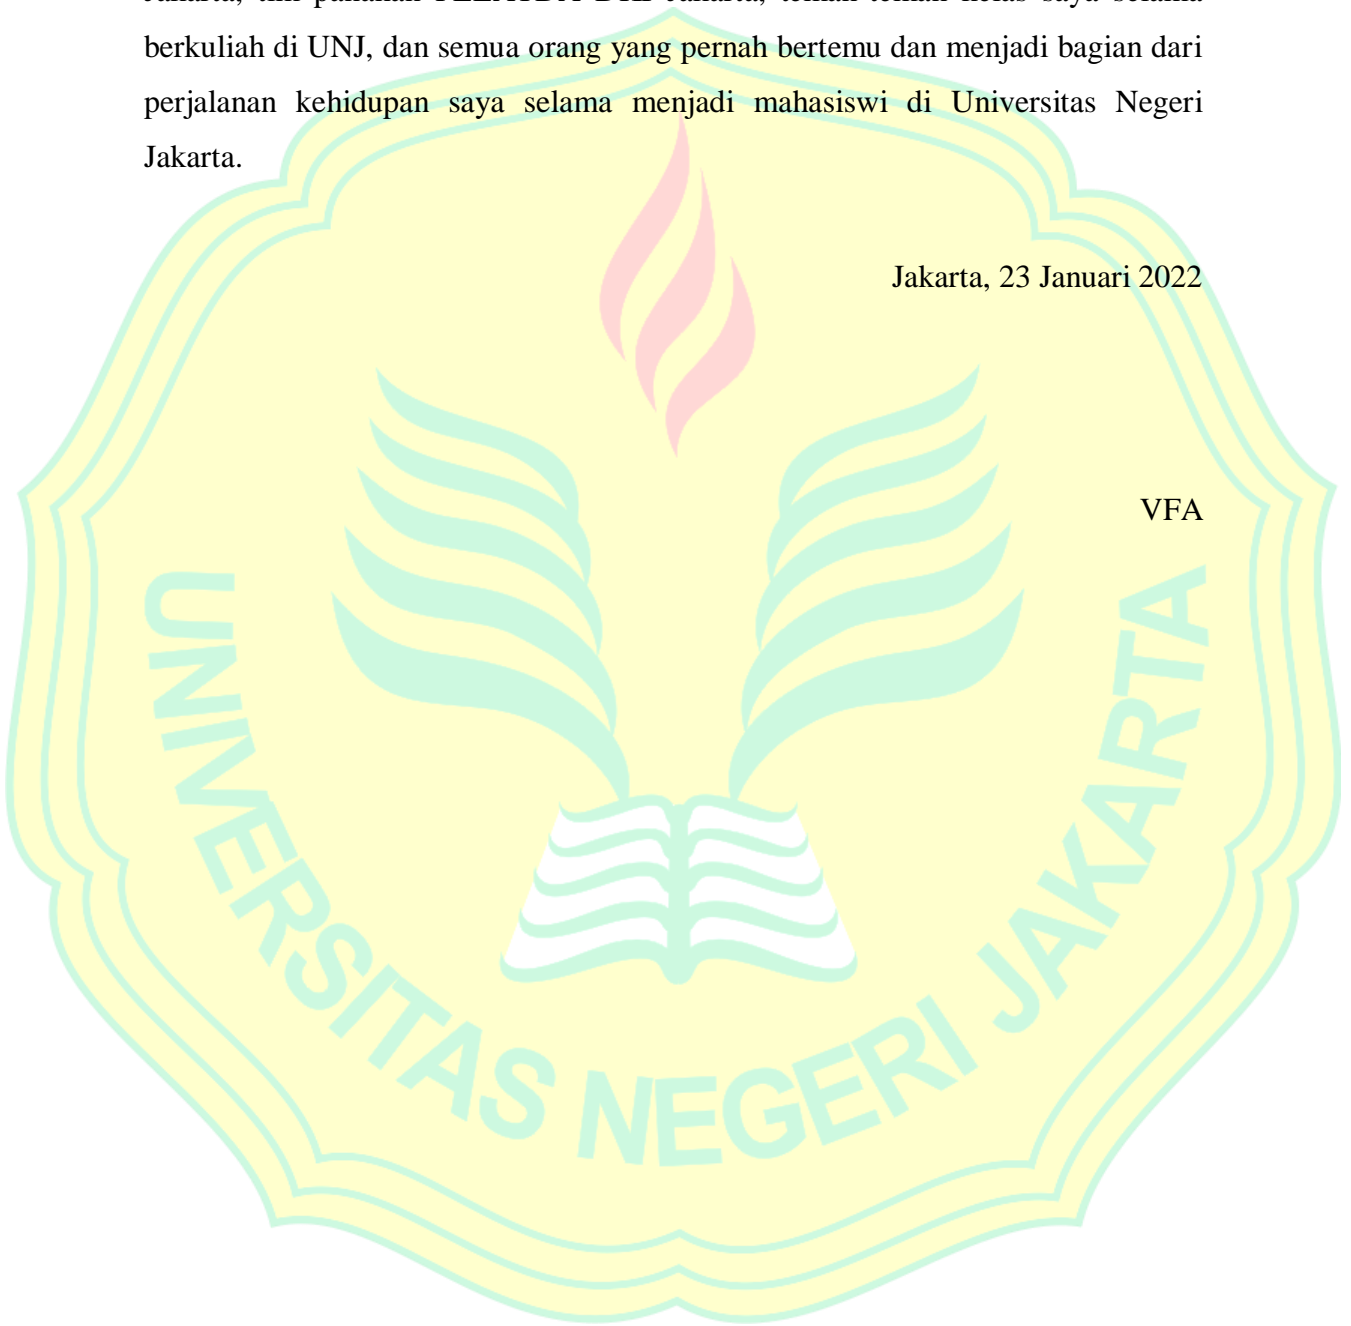 berkuliah di UNJ, dan semua orang yang pernah bertemu dan menjadi bagian dari
perjalanan kehidupan saya selama menjadi mahasiswi di Universitas Negeri
Jakarta.
Jakarta, 23 Januari 2022
VFA
UNIVERSITAS NEGERI JAKARTA